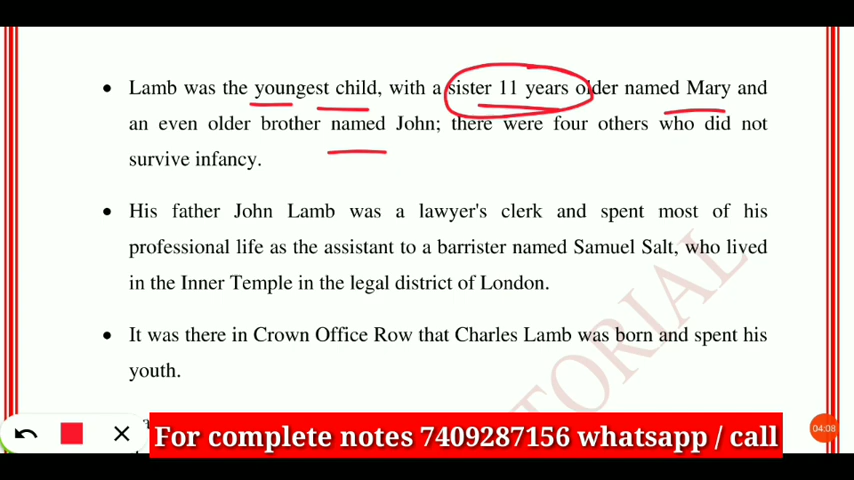 Lamb was the youngest child, with a sister 11 years older named Mary and
an even older brother named John; there were four others who did not
survive infancy.
His father John Lamb was a lawyer's clerk and spent most of his
professional life as the assistant to a barrister named Samuel Salt, who lived
in the Inner Temple in the legal district of London.
It was there in Crown Office Row that Charles Lamb was born and spent his
youth.
For complete notes 7409287156 whatsapp / call
04:08